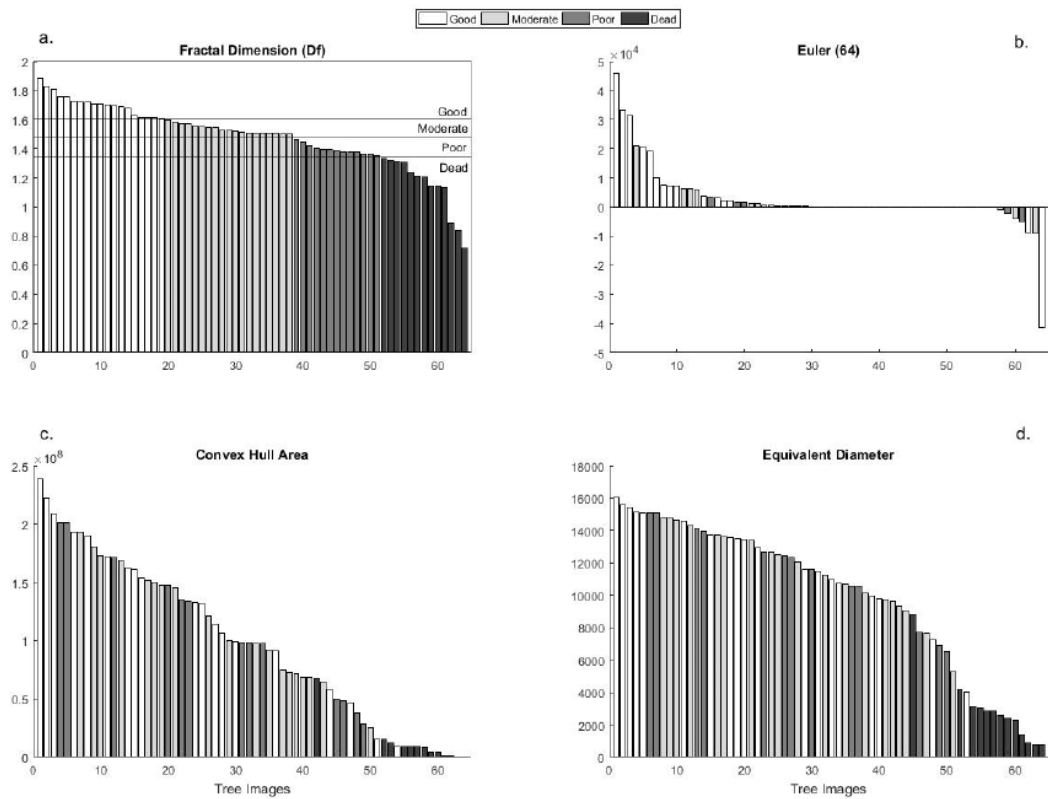 Good Moderate Poor Dead
a.
Fractal Dimension (Df)
2
1.8
1.6
1.4
1.2
1
0.8
0.6
0.4
0.2
0
Good
Moderate
Poor
Dead
0 10 20 30 40 50 60
b.
Euler (64)
×10⁴
5
4
3
2
1
0
-1
-2
-3
-4
-5
0 10 20 30 40 50 60
c.
Convex Hull Area
×10⁸
2.5
2
1.5
1
0.5
0
0 10 20 30 40 50 60
Tree Images
d.
Equivalent Diameter
18000
16000
14000
12000
10000
8000
6000
4000
2000
0
0 10 20 30 40 50 60
Tree Images